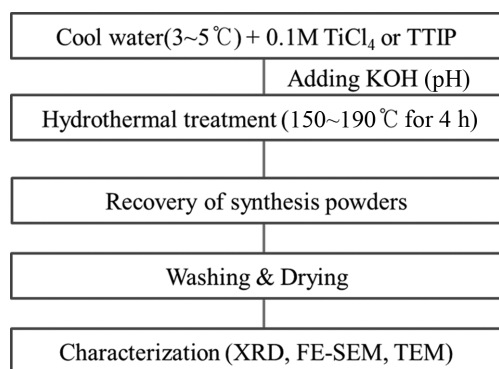 Cool water(3~5℃) + 0.1M TiCl₄ or TTIP
Adding KOH (pH)
Hydrothermal treatment (150~190℃ for 4 h)
Recovery of synthesis powders
Washing & Drying
Characterization (XRD, FE-SEM, TEM)